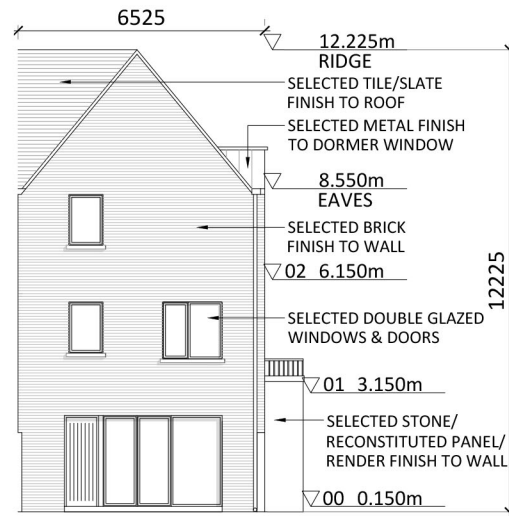 6525
12.225m
RIDGE
SELECTED TILE/SLATE
FINISH TO ROOF
SELECTED METAL FINISH
TO DORMER WINDOW
8.550m
EAVES
SELECTED BRICK
FINISH TO WALL
02 6.150m
12225
SELECTED DOUBLE GLAZED
WINDOWS & DOORS
01 3.150m
SELECTED STONE/
RECONSTITUTED PANEL/
RENDER FINISH TO WALL
00 0.150m